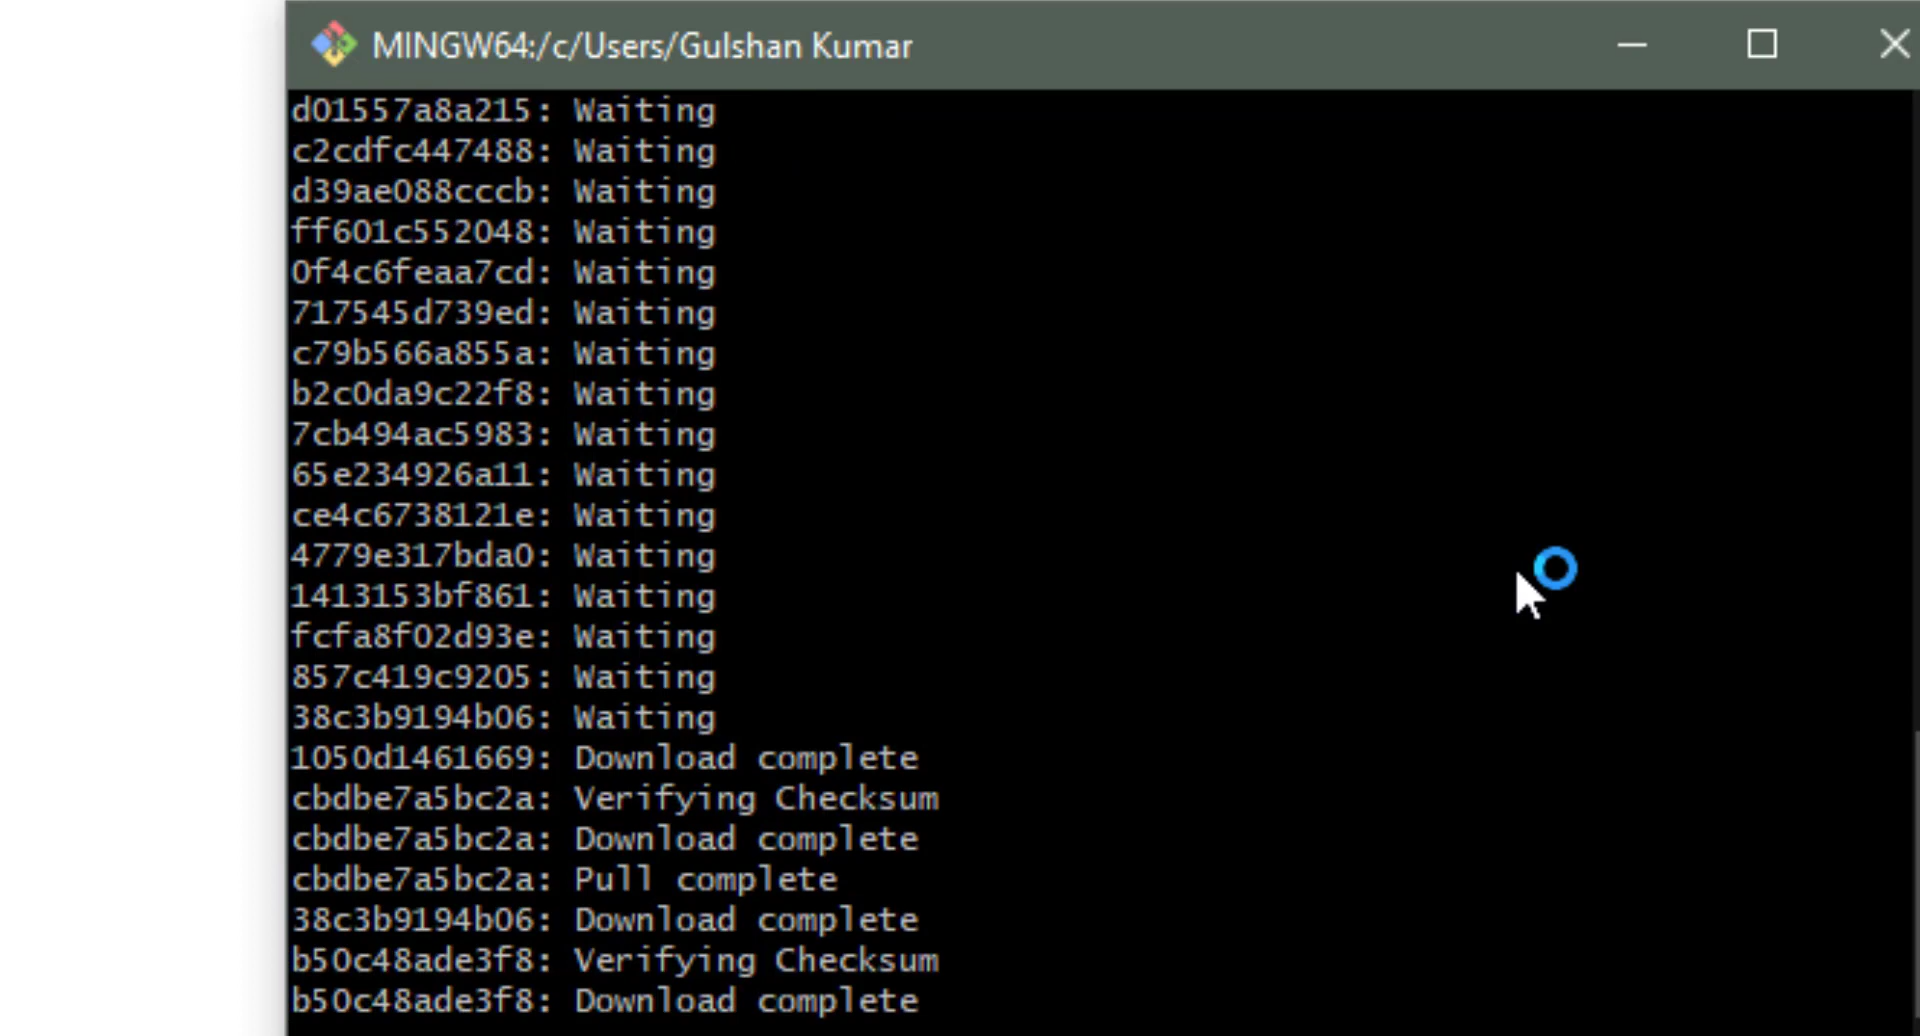 MINGW64:/c/Users/Gulshan Kumar
d01557a8a215: Waiting
c2cdfc447488: Waiting
d39ae088cccb: Waiting
ff601c552048: Waiting
0f4c6feaa7cd: Waiting
717545d739ed: Waiting
c79b566a855a: Waiting
b2c0da9c22f8: Waiting
7cb494ac5983: Waiting
65e234926a11: Waiting
ce4c6738121e: Waiting
4779e317bda0: Waiting
1413153bf861: Waiting
fcfa8f02d93e: Waiting
857c419c9205: Waiting
38c3b9194b06: Waiting
1050d1461669: Download complete
cbdbe7a5bc2a: Verifying Checksum
cbdbe7a5bc2a: Download complete
cbdbe7a5bc2a: Pull complete
38c3b9194b06: Download complete
b50c48ade3f8: Verifying Checksum
b50c48ade3f8: Download complete